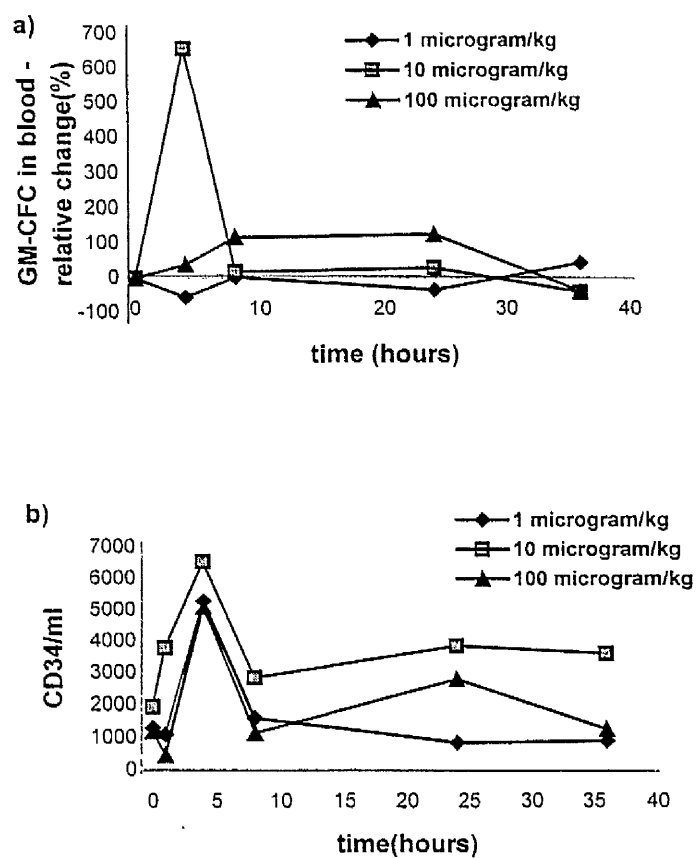 a)
GM-CFC in blood -
relative change(%)
700
600
500
400
300
200
100
0
-100
0 10 20 30 40
time (hours)
1 microgram/kg
10 microgram/kg
100 microgram/kg
b)
CD34/ml
7000
6000
5000
4000
3000
2000
1000
0
0 5 10 15 20 25 30 35 40
time(hours)
1 microgram/kg
10 microgram/kg
100 microgram/kg